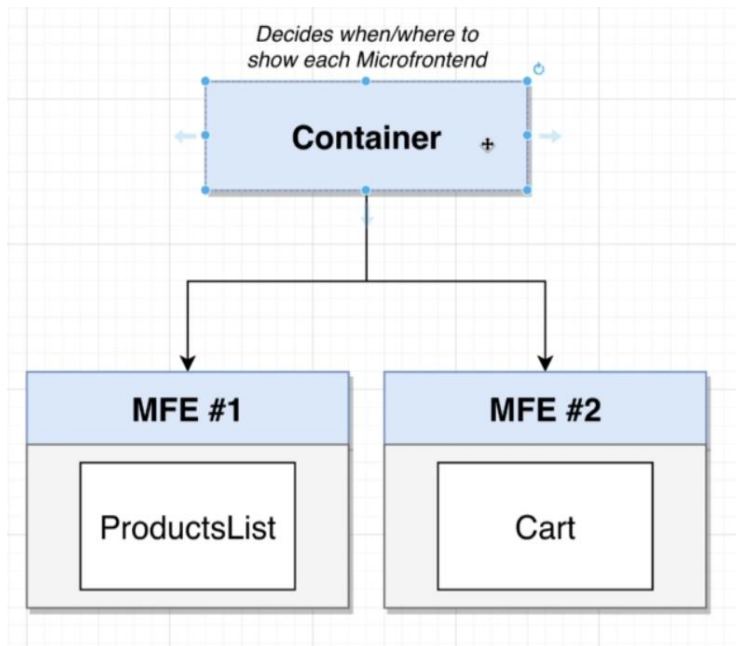 Decides when/where to
show each Microfrontend
Container
MFE #1
ProductsList
MFE #2
Cart